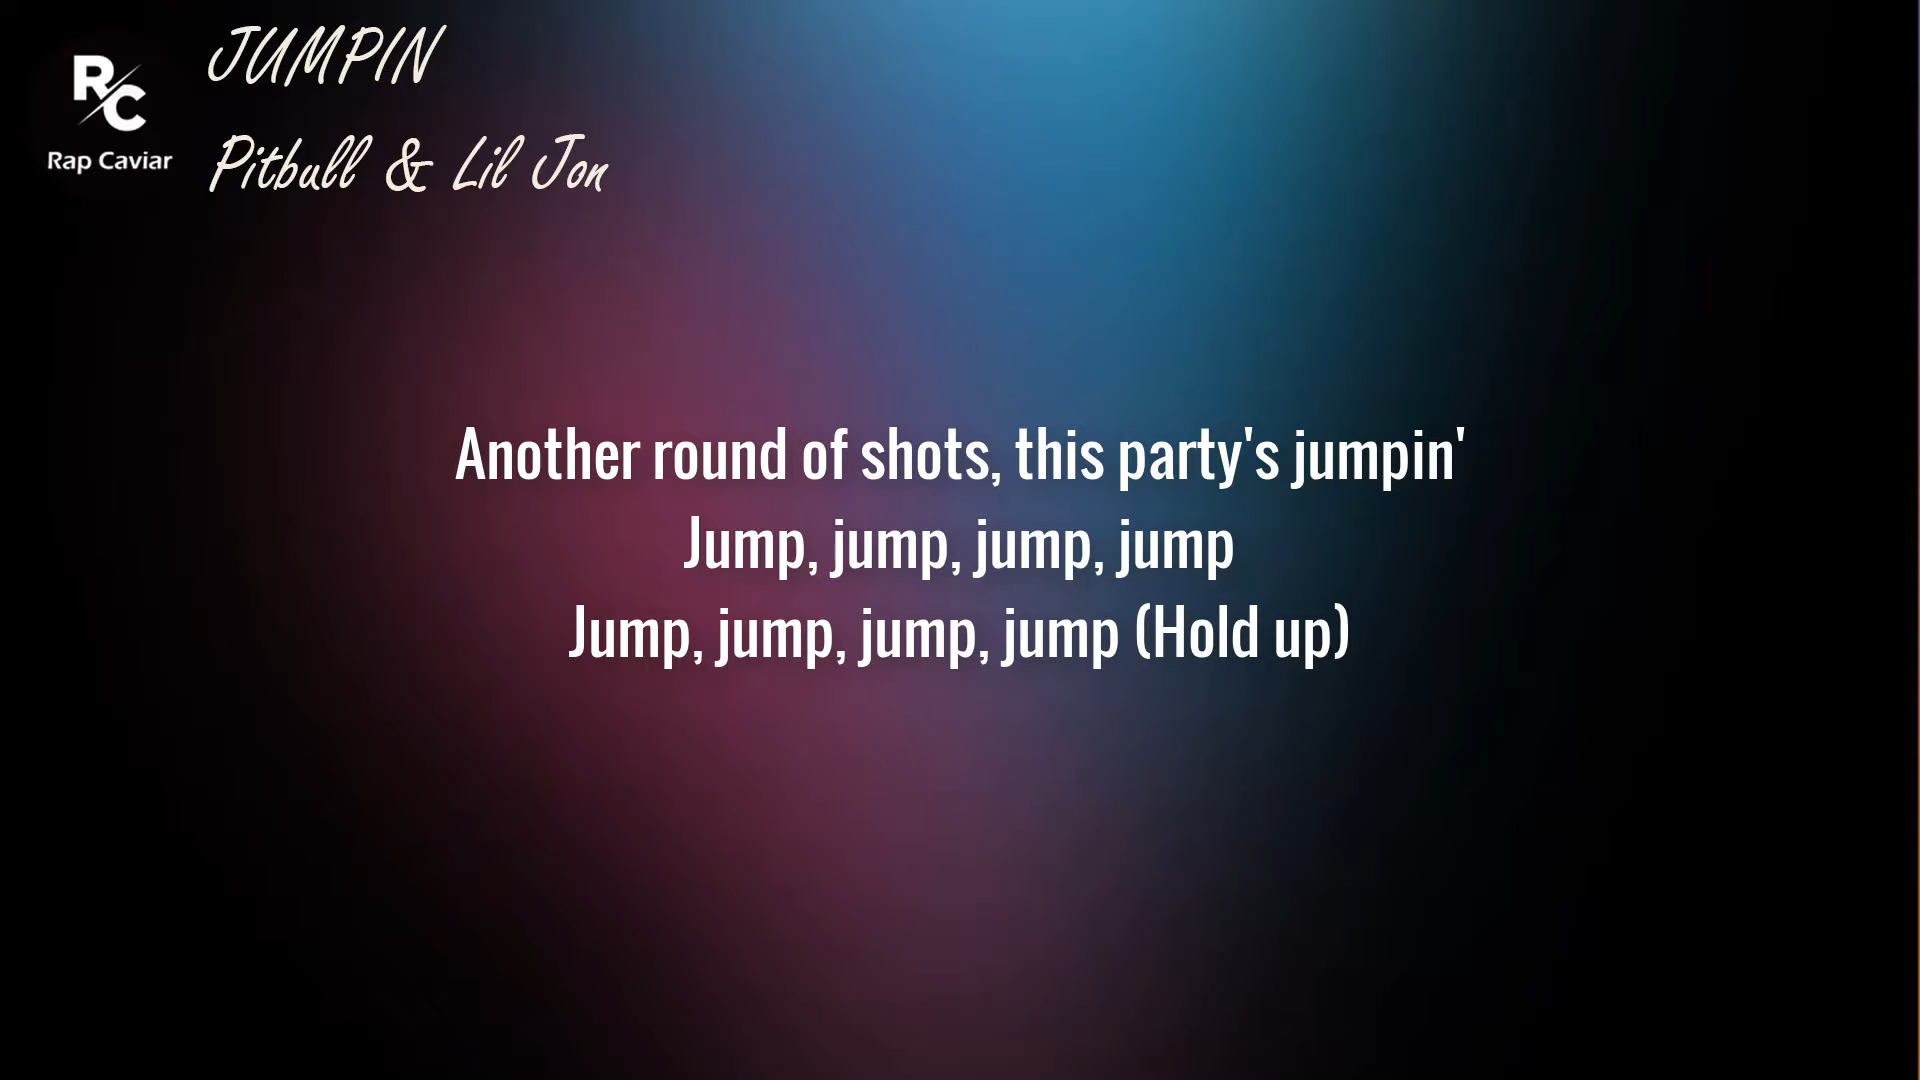 JUMPIN
Pitbull & Lil Jon
RC
Rap Caviar
Another round of shots, this party's jumpin'
Jump, jump, jump, jump
Jump, jump, jump, jump (Hold up)